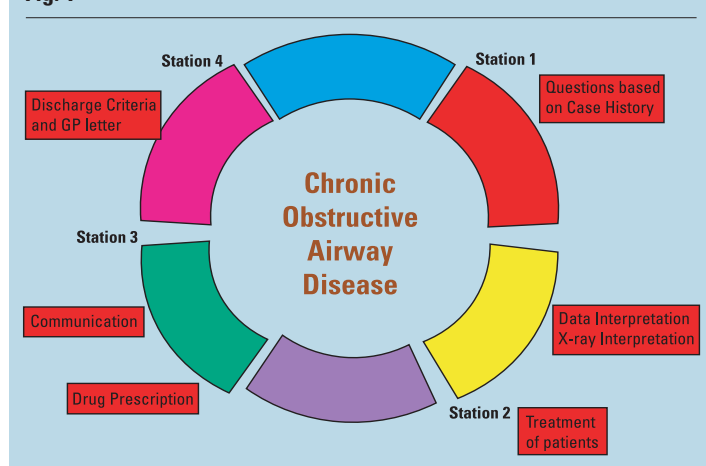 Station 4
Station 1
Discharge Criteria
and GP letter
Questions based
on Case History
Chronic
Obstructive
Airway
Disease
Station 3
Communication
Data Interpretation
X-ray Interpretation
Drug Prescription
Station 2
Treatment
of patients